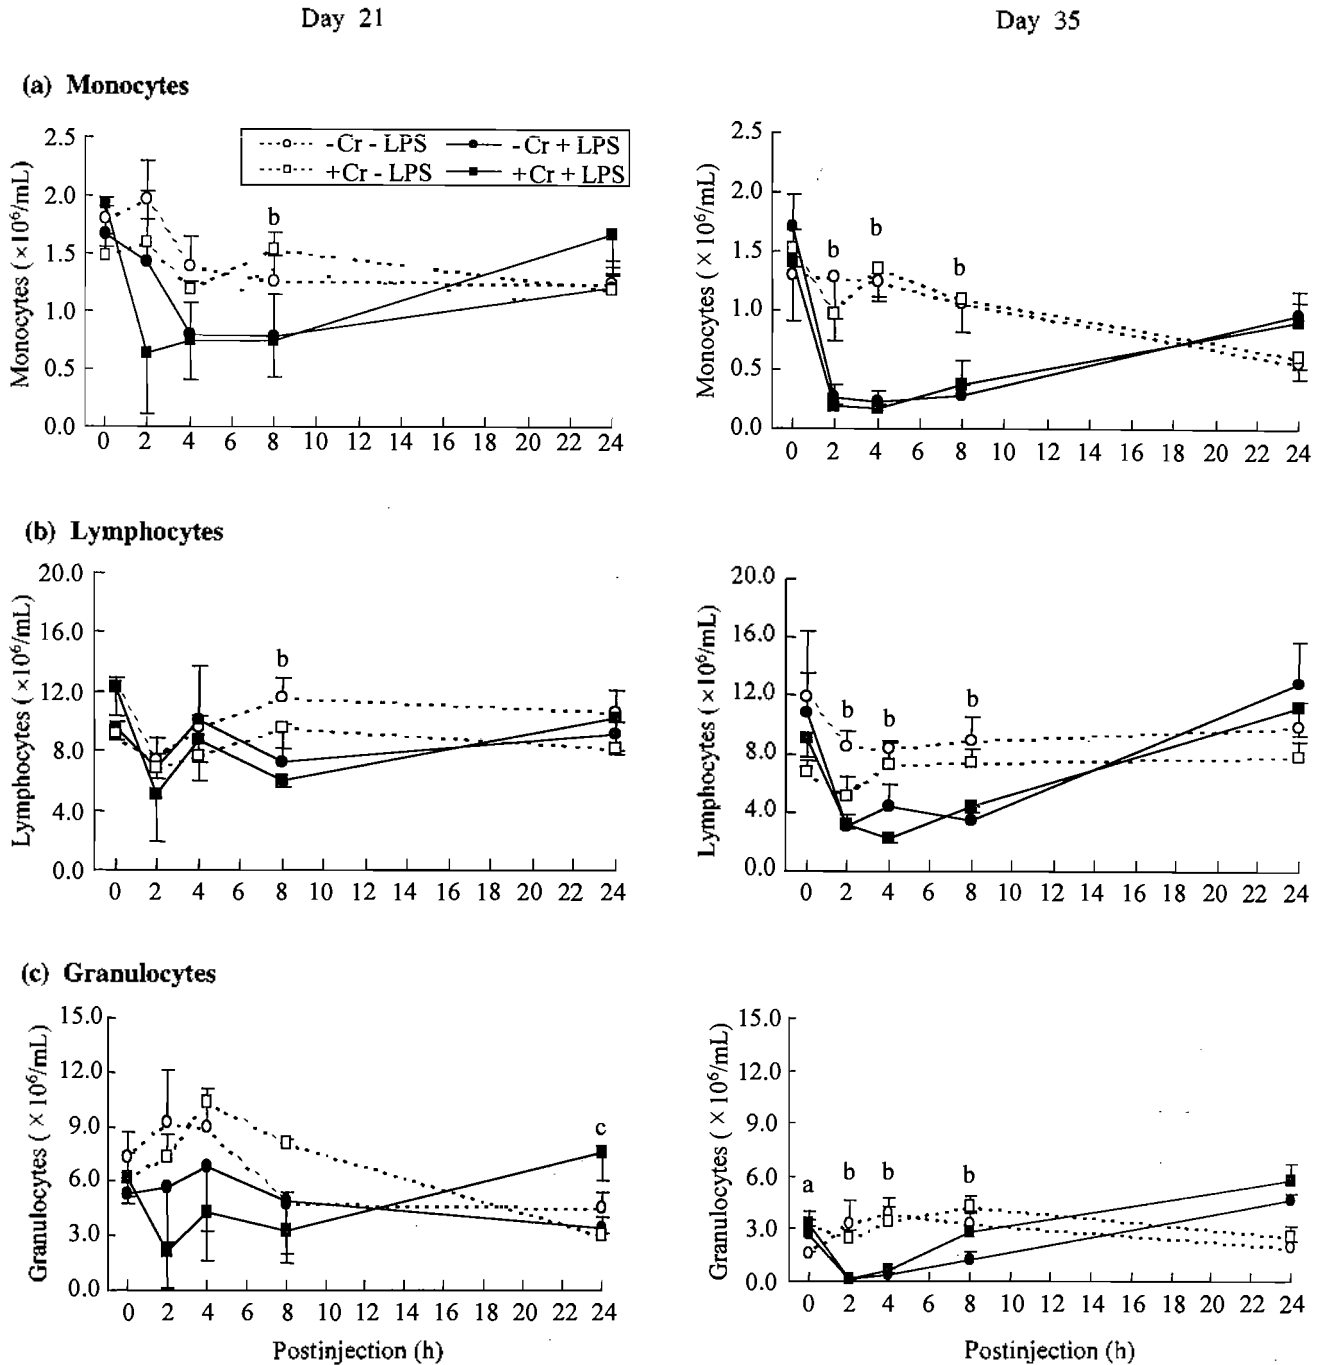 Day 21
Day 35
(a) Monocytes
-Cr - LPS -Cr + LPS
+Cr - LPS +Cr + LPS
Monocytes (×10⁶/mL)
2.5
2.0
1.5
1.0
0.5
0.0
b
0 2 4 6 8 10 12 14 16 18 20 22 24
Monocytes (×10⁶/mL)
2.5
2.0
1.5
1.0
0.5
0.0
b b b
0 2 4 6 8 10 12 14 16 18 20 22 24
(b) Lymphocytes
Lymphocytes (×10⁶/mL)
20.0
16.0
12.0
8.0
4.0
0.0
b
0 2 4 6 8 10 12 14 16 18 20 22 24
Lymphocytes (×10⁶/mL)
20.0
16.0
12.0
8.0
4.0
0.0
b b b
0 2 4 6 8 10 12 14 16 18 20 22 24
(c) Granulocytes
Granulocytes (×10⁶/mL)
15.0
12.0
9.0
6.0
3.0
0.0
c
0 2 4 6 8 10 12 14 16 18 20 22 24
Postinjection (h)
Granulocytes (×10⁶/mL)
15.0
12.0
9.0
6.0
3.0
0.0
a b b b
0 2 4 6 8 10 12 14 16 18 20 22 24
Postinjection (h)